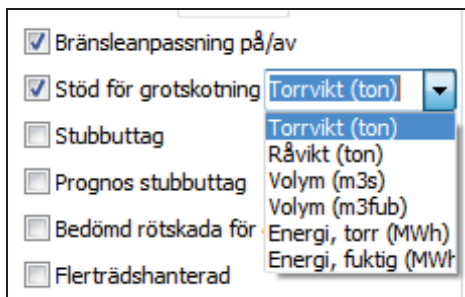 Bränsleanpassning på/av
Stöd för grotskotning Torrvikt (ton)
Torrvikt (ton)
Stubbuttag
Råvikt (ton)
Prognos stubbuttag
Volym (m3s)
Volym (m3fub)
Bedömd rötskada för
Energi, torr (MWh)
Flerträdshanterad
Energi, fuktig (MWh